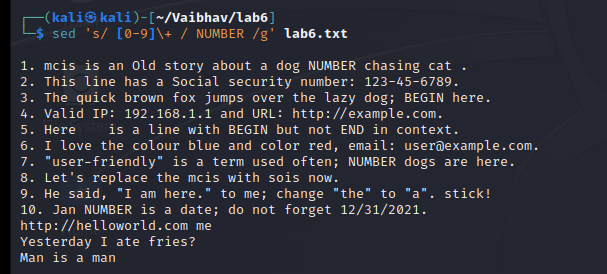 ┌──(kali㉿kali)-[~/Vaibhav/lab6]
└─$ sed 's/ [0-9]\+ / NUMBER /g' lab6.txt
1. mcis is an Old story about a dog NUMBER chasing cat .
2. This line has a Social security number: 123-45-6789.
3. The quick brown fox jumps over the lazy dog; BEGIN here.
4. Valid IP: 192.168.1.1 and URL: http://example.com.
5. Here    is a line with BEGIN but not END in context.
6. I love the colour blue and color red, email: user@example.com.
7. "user-friendly" is a term used often; NUMBER dogs are here.
8. Let's replace the mcis with sois now.
9. He said, "I am here." to me; change "the" to "a". stick!
10. Jan NUMBER is a date; do not forget 12/31/2021.
http://helloworld.com me
Yesterday I ate fries?
Man is a man